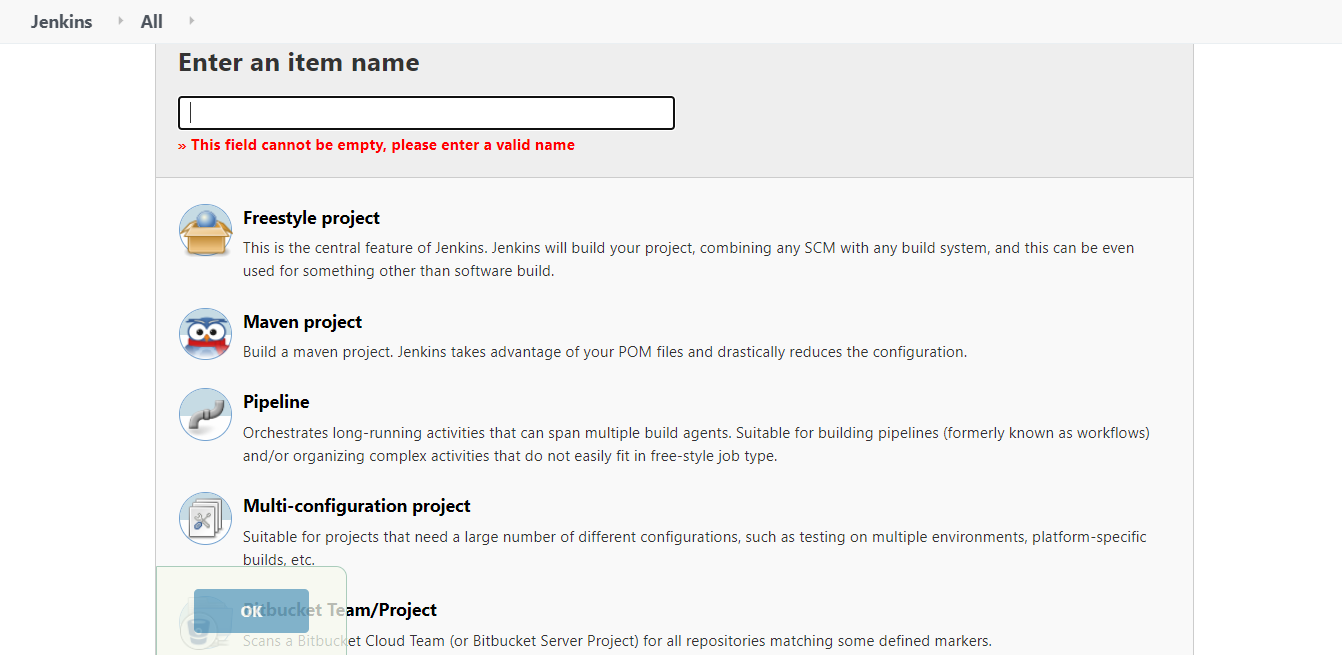 Jenkins All
Enter an item name
» This field cannot be empty, please enter a valid name
Freestyle project
This is the central feature of Jenkins. Jenkins will build your project, combining any SCM with any build system, and this can be even
used for something other than software build.
Maven project
Build a maven project. Jenkins takes advantage of your POM files and drastically reduces the configuration.
Pipeline
Orchestrates long-running activities that can span multiple build agents. Suitable for building pipelines (formerly known as workflows)
and/or organizing complex activities that do not easily fit in free-style job type.
Multi-configuration project
Suitable for projects that need a large number of different configurations, such as testing on multiple environments, platform-specific
builds, etc.
OK
Bitbucket Team/Project
Scans a Bitbucket Cloud Team (or Bitbucket Server Project) for all repositories matching some defined markers.